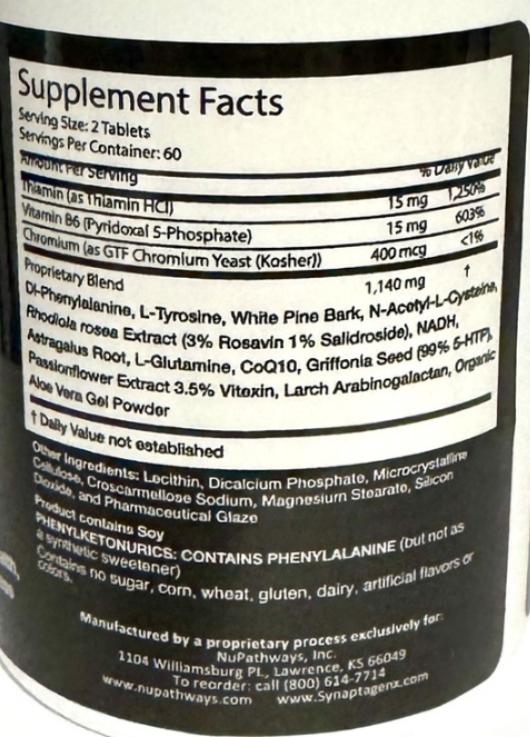 Supplement Facts
Serving Size: 2 Tablets
Servings Per Container: 60
Amount Per Serving % Daily Value
Thiamin (as Thiamin HCl) 15 mg 1,250%
Vitamin B6 (Pyridoxal 5-Phosphate) 15 mg 603%
Chromium (as GTF Chromium Yeast (Kosher)) 400 mcg <1%
Proprietary Blend 1,140 mg †
Dl-Phenylalanine, L-Tyrosine, White Pine Bark, N-Acetyl-L-Cysteine,
Rhodiola rosea Extract (3% Rosavin 1% Salidroside), NADH,
Astragalus Root, L-Glutamine, CoQ10, Griffonia Seed (99% 5-HTP),
Passionflower Extract 3.5% Vitexin, Larch Arabinogalactan, Organic
Aloe Vera Gel Powder
† Daily Value not established
Other Ingredients: Lecithin, Dicalcium Phosphate, Microcrystalline
Cellulose, Croscarmellose Sodium, Magnesium Stearate, Silicon
Dioxide, and Pharmaceutical Glaze
Product contains Soy
PHENYLKETONURICS: CONTAINS PHENYLALANINE (but not as
a synthetic sweetener)
Contains no sugar, corn, wheat, gluten, dairy, artificial flavors or
colors.
Manufactured by a proprietary process exclusively for:
NuPathways, Inc.
1104 Williamsburg PL, Lawrence, KS 66049
To reorder: call (800) 614-7714
www.nupathways.com www.Synaptagenx.com